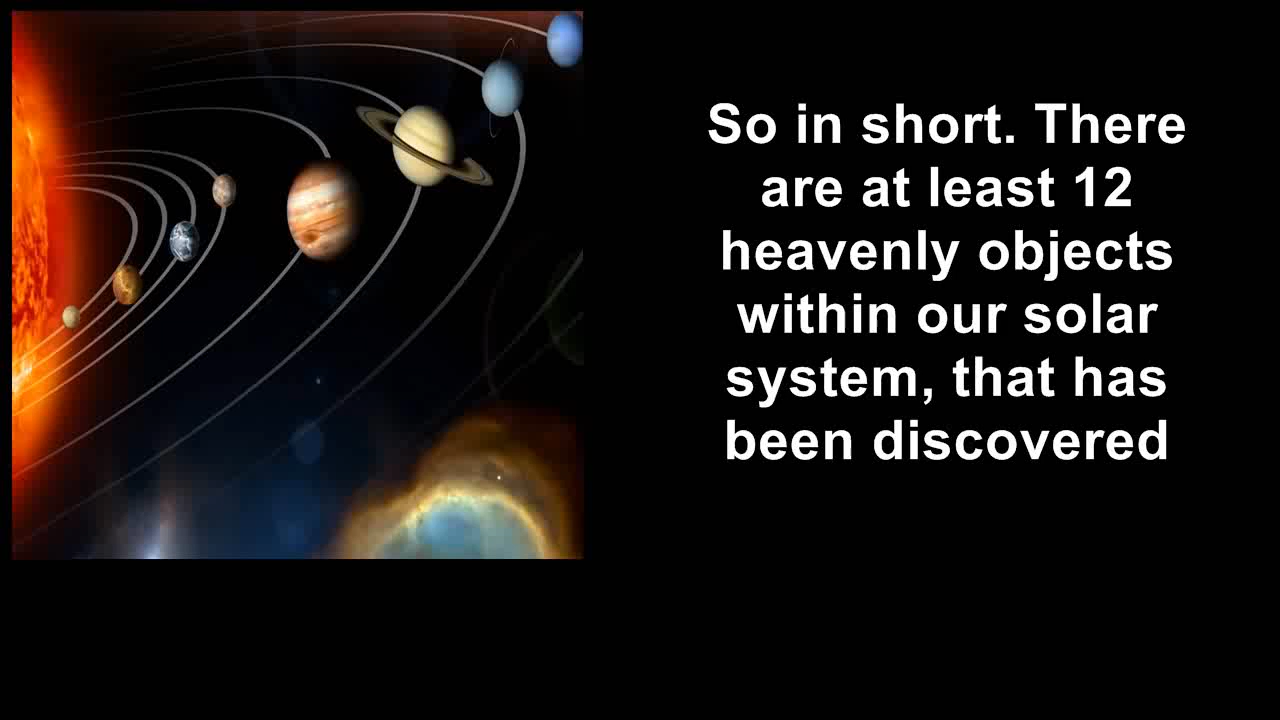 So in short. There
are at least 12
heavenly objects
within our solar
system, that has
been discovered